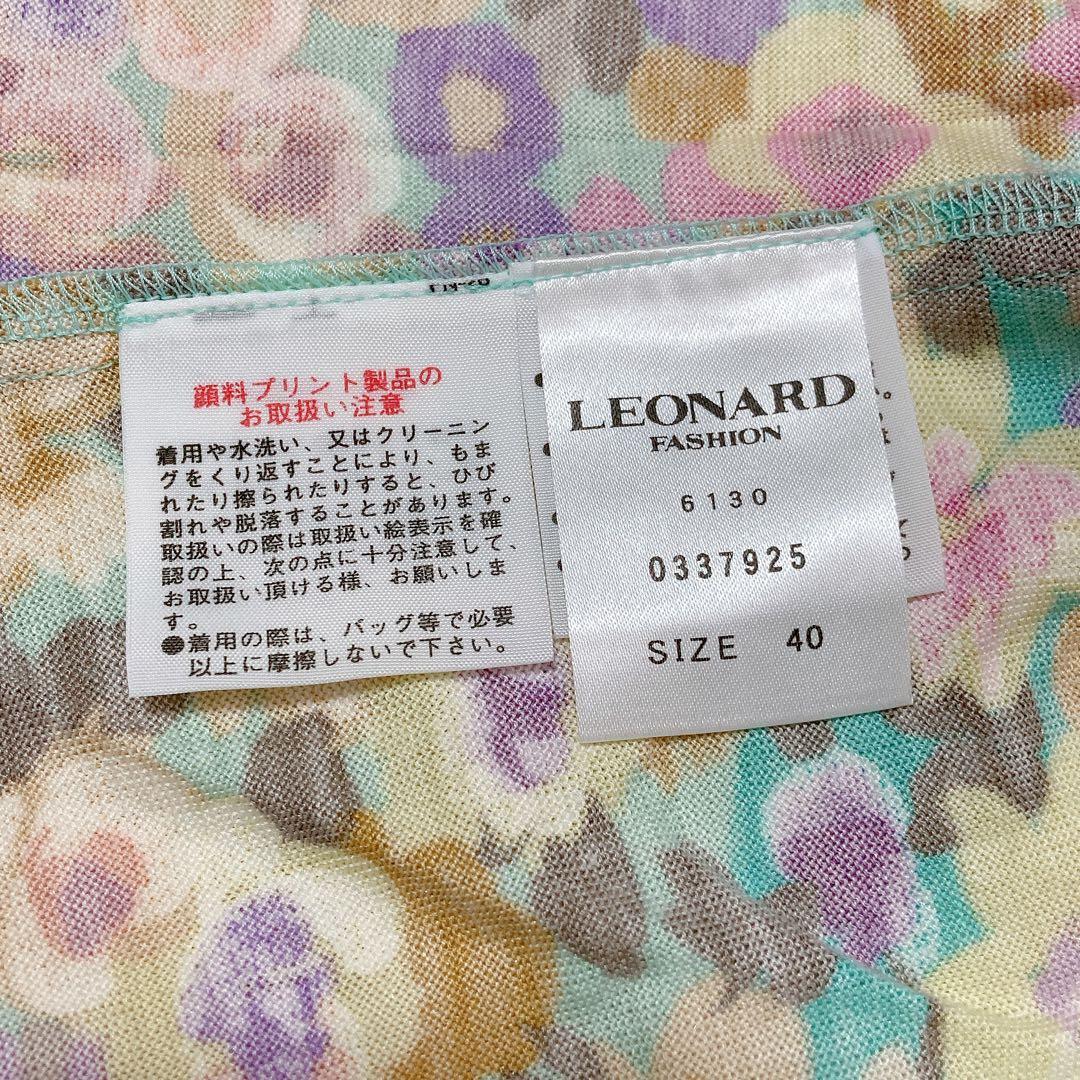 顔料プリント製品の
お取扱い注意
着用や水洗い、又はクリーニン
グをくり返すことにより、もま
れたり擦られたりすると、ひび
割れや脱落することがあります。
取扱いの際は取扱い絵表示を確
認の上、次の点に十分注意して、
お取扱い頂ける様、お願いしま
す。
●着用の際は、バッグ等で必要
以上に摩擦しないで下さい。
LEONARD
FASHION
6130
0337925
SIZE 40